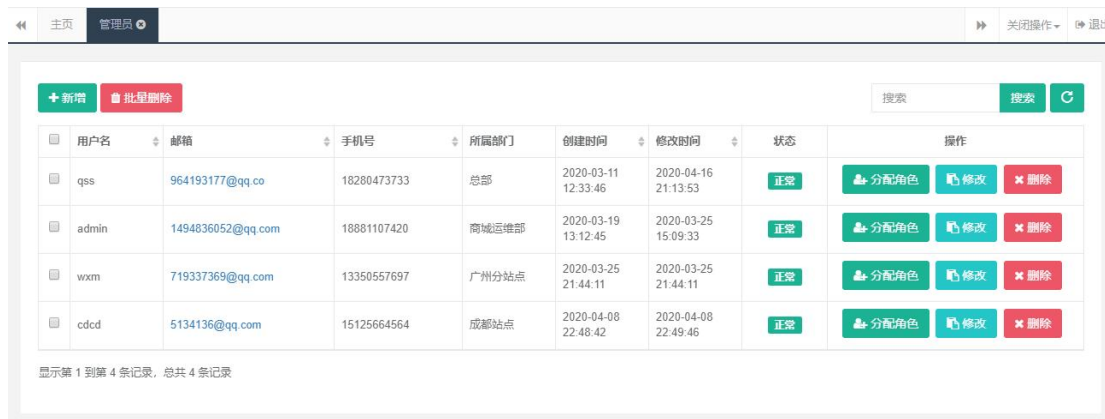 主页 管理员 关闭操作 退出
新增 批量删除 搜索 搜索
用户名 邮箱 手机号 所属部门 创建时间 修改时间 状态 操作
qss 964193177@qq.co 18280473733 总部 2020-03-11 12:33:46 2020-04-16 21:13:53 正常 分配角色 修改 删除
admin 1494836052@qq.com 18881107420 商城运维部 2020-03-19 13:12:45 2020-03-25 15:09:33 正常 分配角色 修改 删除
wxm 719337369@qq.com 13350557697 广州分站点 2020-03-25 21:44:11 2020-03-25 21:44:11 正常 分配角色 修改 删除
cdcd 5134136@qq.com 15125664564 成都站点 2020-04-08 22:48:42 2020-04-08 22:49:46 正常 分配角色 修改 删除
显示第 1 到第 4 条记录，总共 4 条记录